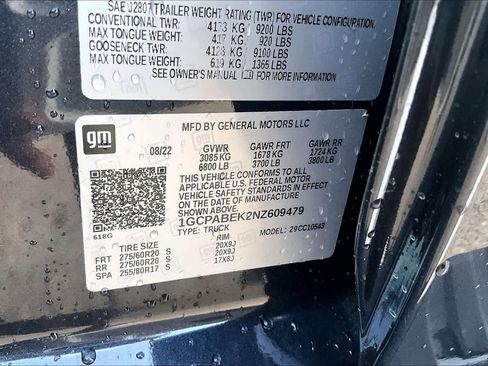 SAE J2807 TRAILER WEIGHT RATING (TWR) FOR VEHICLE CONFIGURATION.
CONVENTIONAL TWR: 4173 KG / 9200 LBS
MAX TONGUE WEIGHT: 417 KG / 920 LBS
GOOSENECK TWR: 4128 KG / 9100 LBS
MAX TONGUE WEIGHT: 619 KG / 1365 LBS
SEE OWNER'S MANUAL FOR MORE INFORMATION
gm
MFD BY GENERAL MOTORS LLC
08/22 GVWR GAWR FRT GAWR RR
3085 KG 1678 KG 1724 KG
6800 LB 3700 LB 3800 LB
THIS VEHICLE CONFORMS TO ALL
APPLICABLE U.S. FEDERAL MOTOR
VEHICLE SAFETY STANDARDS IN EFFECT
ON THE DATE OF MANUFACTURE SHOWN ABOVE.
1GCPABEK2NZ609479
618G TYPE: TRUCK MODEL: 29CC10543
TIRE SIZE RIM
FRT 275/60R20 S 20X9J
RR 275/60R20 S 20X9J
SPA 255/80R17 S 17X8J